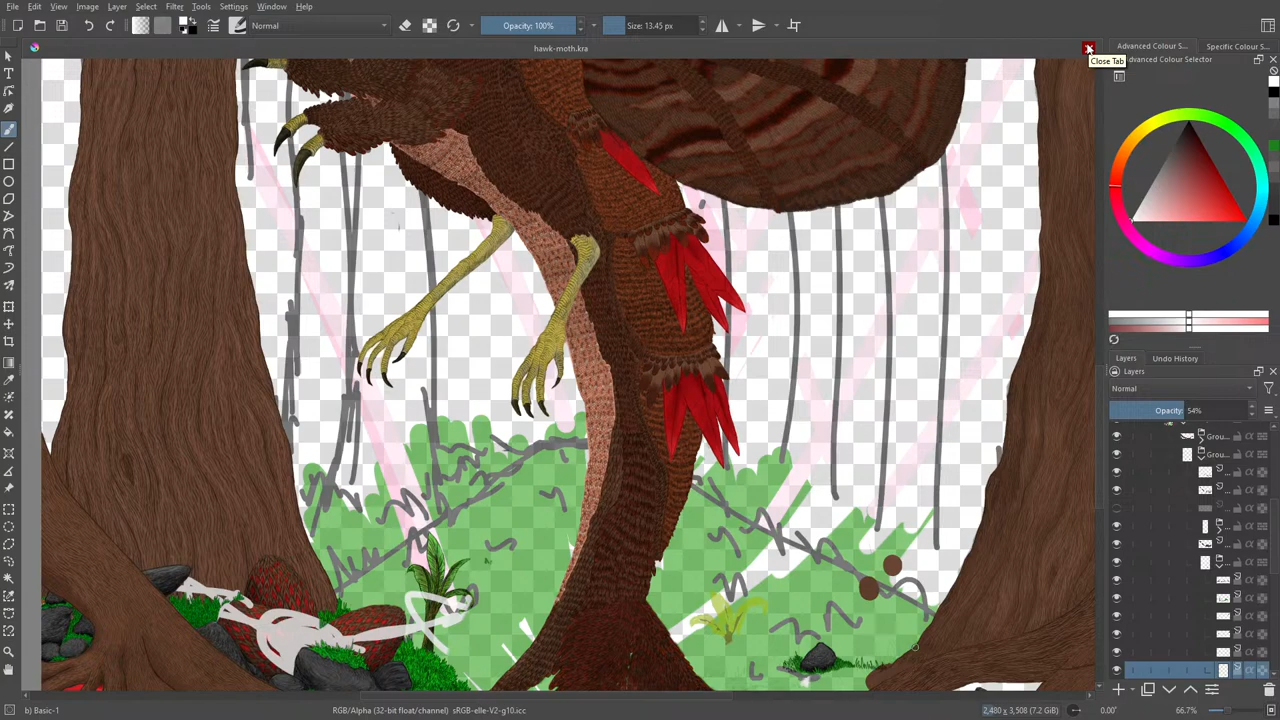 File Edit View Image Layer Select Filter Tools Settings Window Help
Normal Opacity: 100% Size: 13.45 px
hawk-moth.kra
Advanced Colour S... Specific Colour S...
Close Tab
Advanced Colour Selector
Layers Undo History
Layers
Normal
Opacity: 54%
Grou...
Grou...
b) Basic-1 RGB/Alpha (32-bit float/channel) sRGB-elle-V2-g10.icc 2,480 x 3,508 (7.2 GiB) 0.00° 66.7%